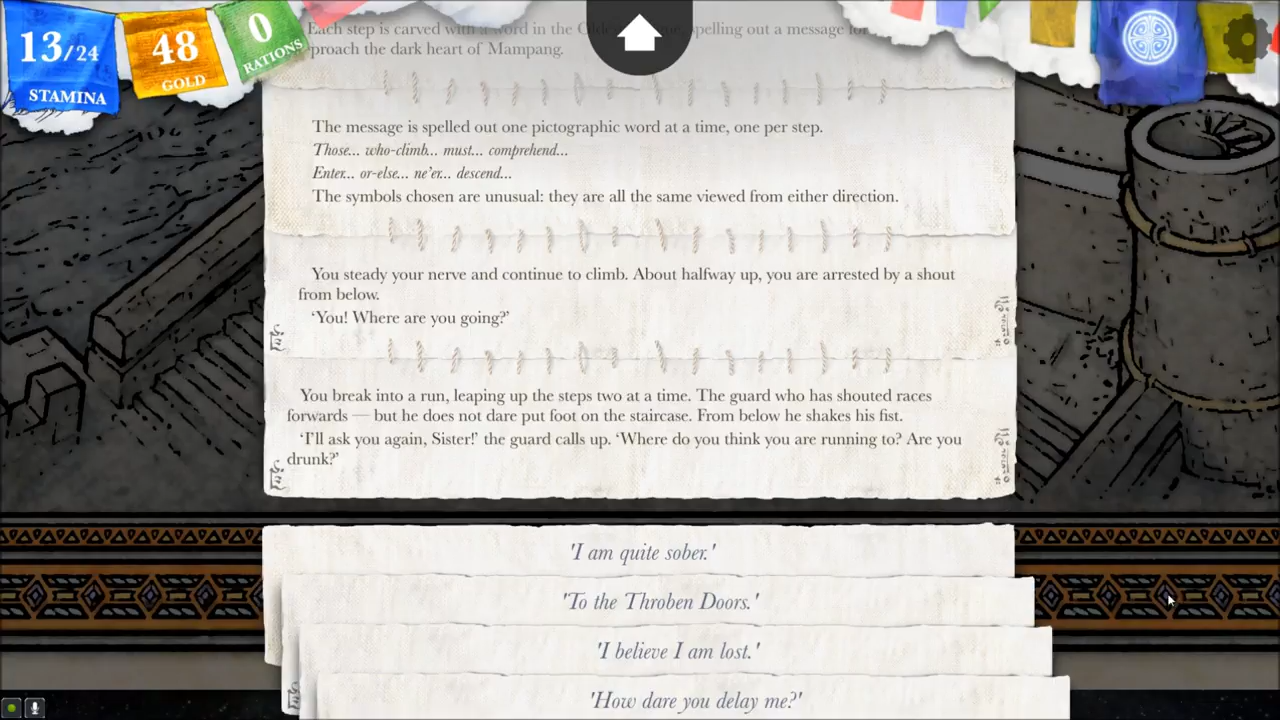 13/24
STAMINA
48
GOLD
0
RATIONS
Each step is carved with a word in the spelling out a message for
proach the dark heart of Mampang.
The message is spelled out one pictographic word at a time, one per step.
Those... who-climb... must... comprehend...
Enter... or-else... ne'er... descend...
The symbols chosen are unusual: they are all the same viewed from either direction.
You steady your nerve and continue to climb. About halfway up, you are arrested by a shout
from below.
‘You! Where are you going?’
You break into a run, leaping up the steps two at a time. The guard who has shouted races
forwards — but he does not dare put foot on the staircase. From below he shakes his fist.
‘I'll ask you again, Sister!’ the guard calls up. ‘Where do you think you are running to? Are you
drunk?’
'I am quite sober.'
'To the Throben Doors.'
'I believe I am lost.'
'How dare you delay me?'